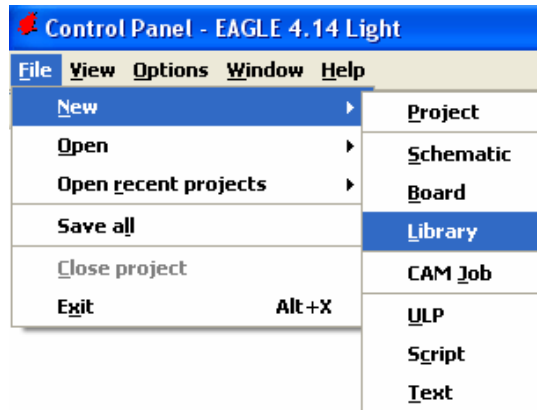 Control Panel - EAGLE 4.14 Light
File View Options Window Help
New
Open
Open recent projects
Save all
Close project
Exit Alt+X
Project
Schematic
Board
Library
CAM Job
ULP
Script
Text